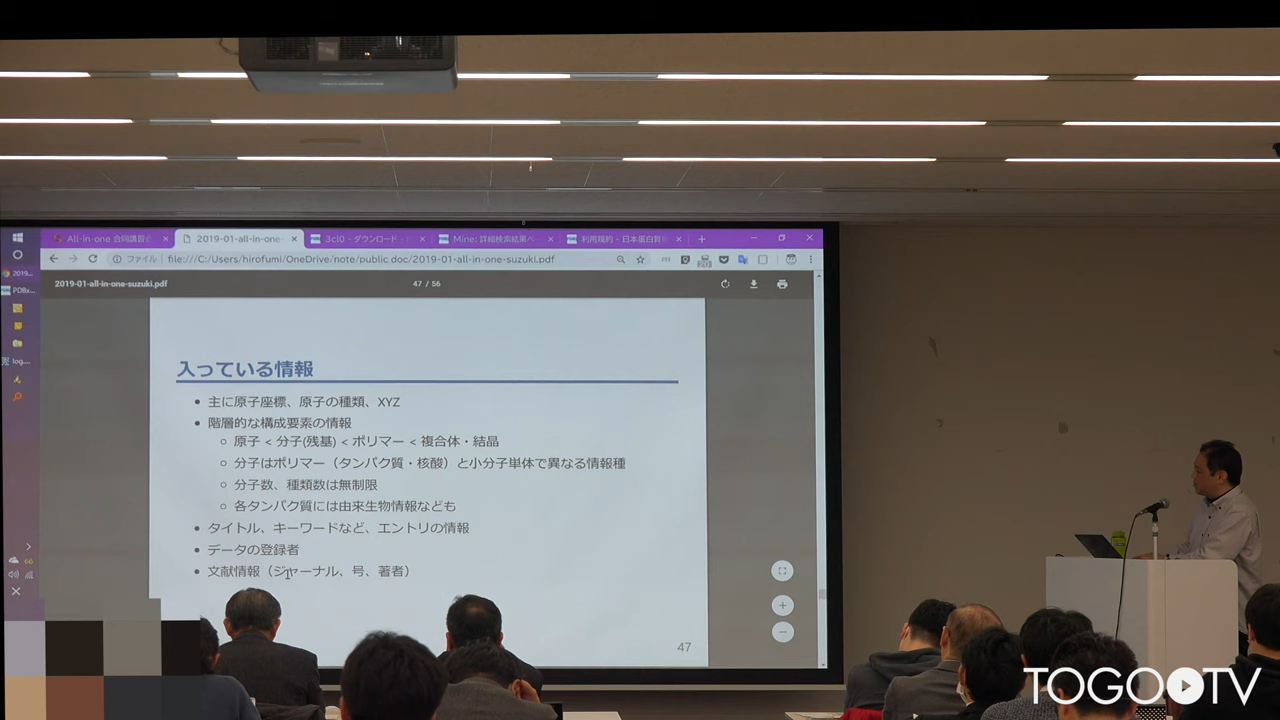 All-in-one 合同講習会
2019-01-all-in-one-
3cl0 - ダウンロード -
Mine: 詳細検索結果ペ
利用規約 - 日本蛋白質
ファイル | file:///C:/Users/hirofumi/OneDrive/note/public doc/2019-01-all-in-one-suzuki.pdf
2019...
PDBx...
log...
66
2019-01-all-in-one-suzuki.pdf
47 / 56
入っている情報
• 主に原子座標、原子の種類、XYZ
• 階層的な構成要素の情報
○ 原子 < 分子(残基) < ポリマー < 複合体・結晶
○ 分子はポリマー（タンパク質・核酸）と小分子単体で異なる情報種
○ 分子数、種類数は無制限
○ 各タンパク質には由来生物情報なども
• タイトル、キーワードなど、エントリの情報
• データの登録者
• 文献情報（ジャーナル、号、著者）
47
TOGOTV